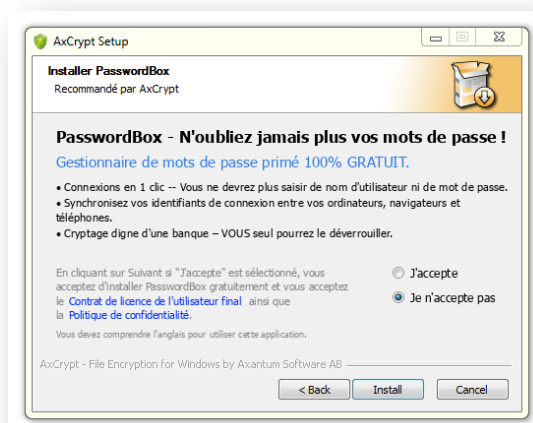 AxCrypt Setup
Installer PasswordBox
Recommandé par AxCrypt
PasswordBox - N'oubliez jamais plus vos mots de passe !
Gestionnaire de mots de passe primé 100% GRATUIT.
• Connexions en 1 clic -- Vous ne devrez plus saisir de nom d'utilisateur ni de mot de passe.
• Synchronisez vos identifiants de connexion entre vos ordinateurs, navigateurs et
téléphones.
• Cryptage digne d'une banque – VOUS seul pourrez le déverrouiller.
En cliquant sur Suivant si "J'accepte" est sélectionné, vous
acceptez d'installer PasswordBox gratuitement et vous acceptez
le Contrat de licence de l'utilisateur final ainsi que
la Politique de confidentialité.
J'accepte
Je n'accepte pas
Vous devez comprendre l'anglais pour utiliser cette application.
AxCrypt - File Encryption for Windows by Axantum Software AB
< Back
Install
Cancel